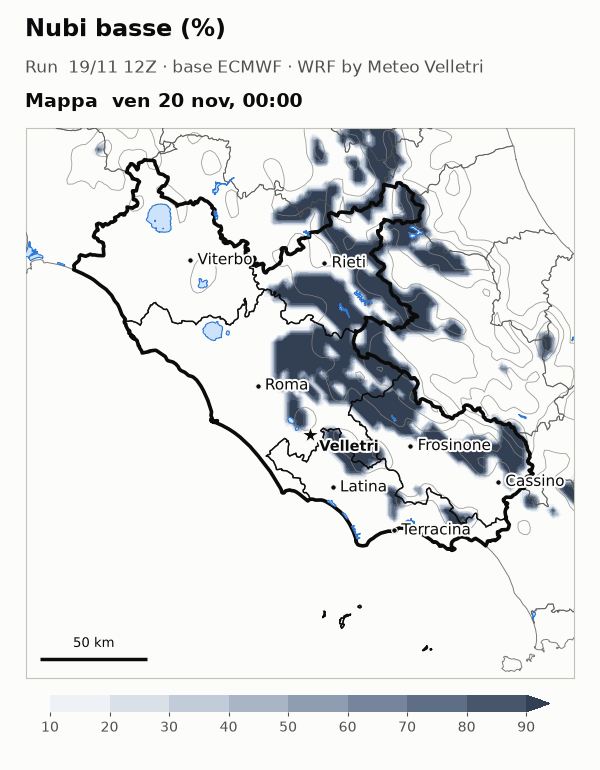 Nubi basse (%)
Run  19/11 12Z · base ECMWF · WRF by Meteo Velletri
Mappa  ven 20 nov, 00:00
Viterbo
Rieti
Roma
Velletri
Frosinone
Latina
Cassino
Terracina
50 km
10 20 30 40 50 60 70 80 90